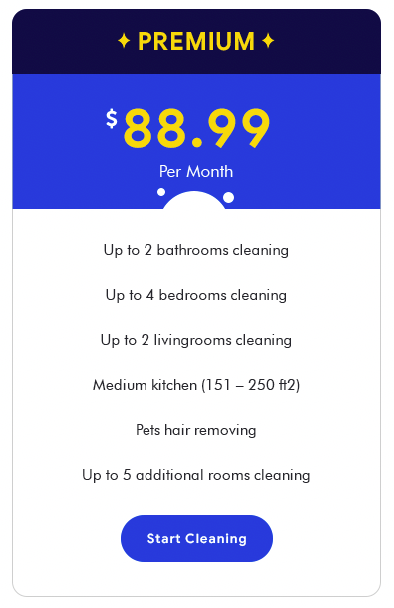 ✦ PREMIUM ✦
$88.99
Per Month
Up to 2 bathrooms cleaning
Up to 4 bedrooms cleaning
Up to 2 livingrooms cleaning
Medium kitchen (151 – 250 ft2)
Pets hair removing
Up to 5 additional rooms cleaning
Start Cleaning